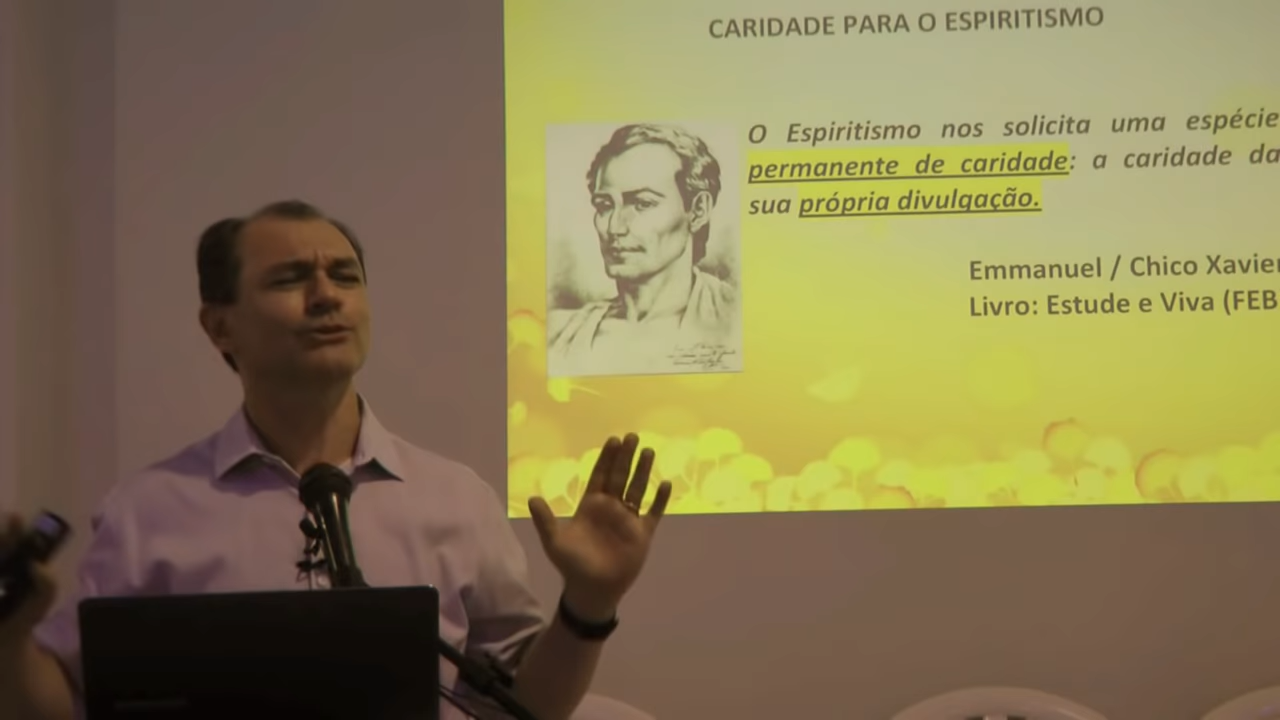 CARIDADE PARA O ESPIRITISMO
O Espiritismo nos solicita uma espécie
permanente de caridade: a caridade da
sua própria divulgação.
Emmanuel / Chico Xavier
Livro: Estude e Viva (FEB